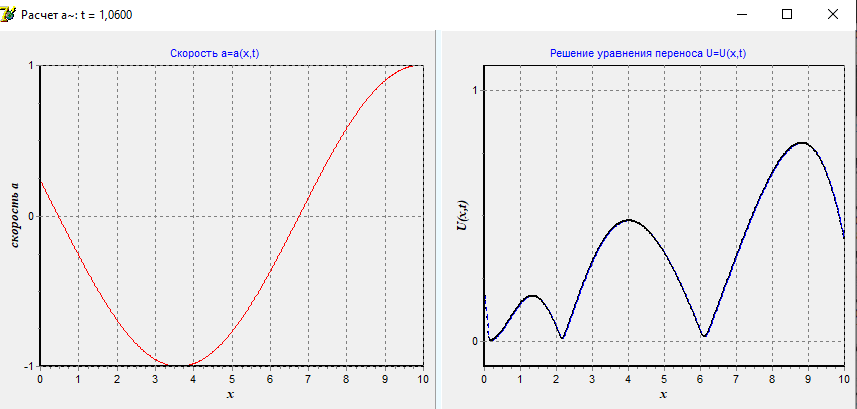 Расчет a~: t = 1,0600
Скорость a=a(x,t)
1
0
-1
скорость a
0 1 2 3 4 5 6 7 8 9 10
x
Решение уравнения переноса U=U(x,t)
1
0
U(x,t)
0 1 2 3 4 5 6 7 8 9 10
x